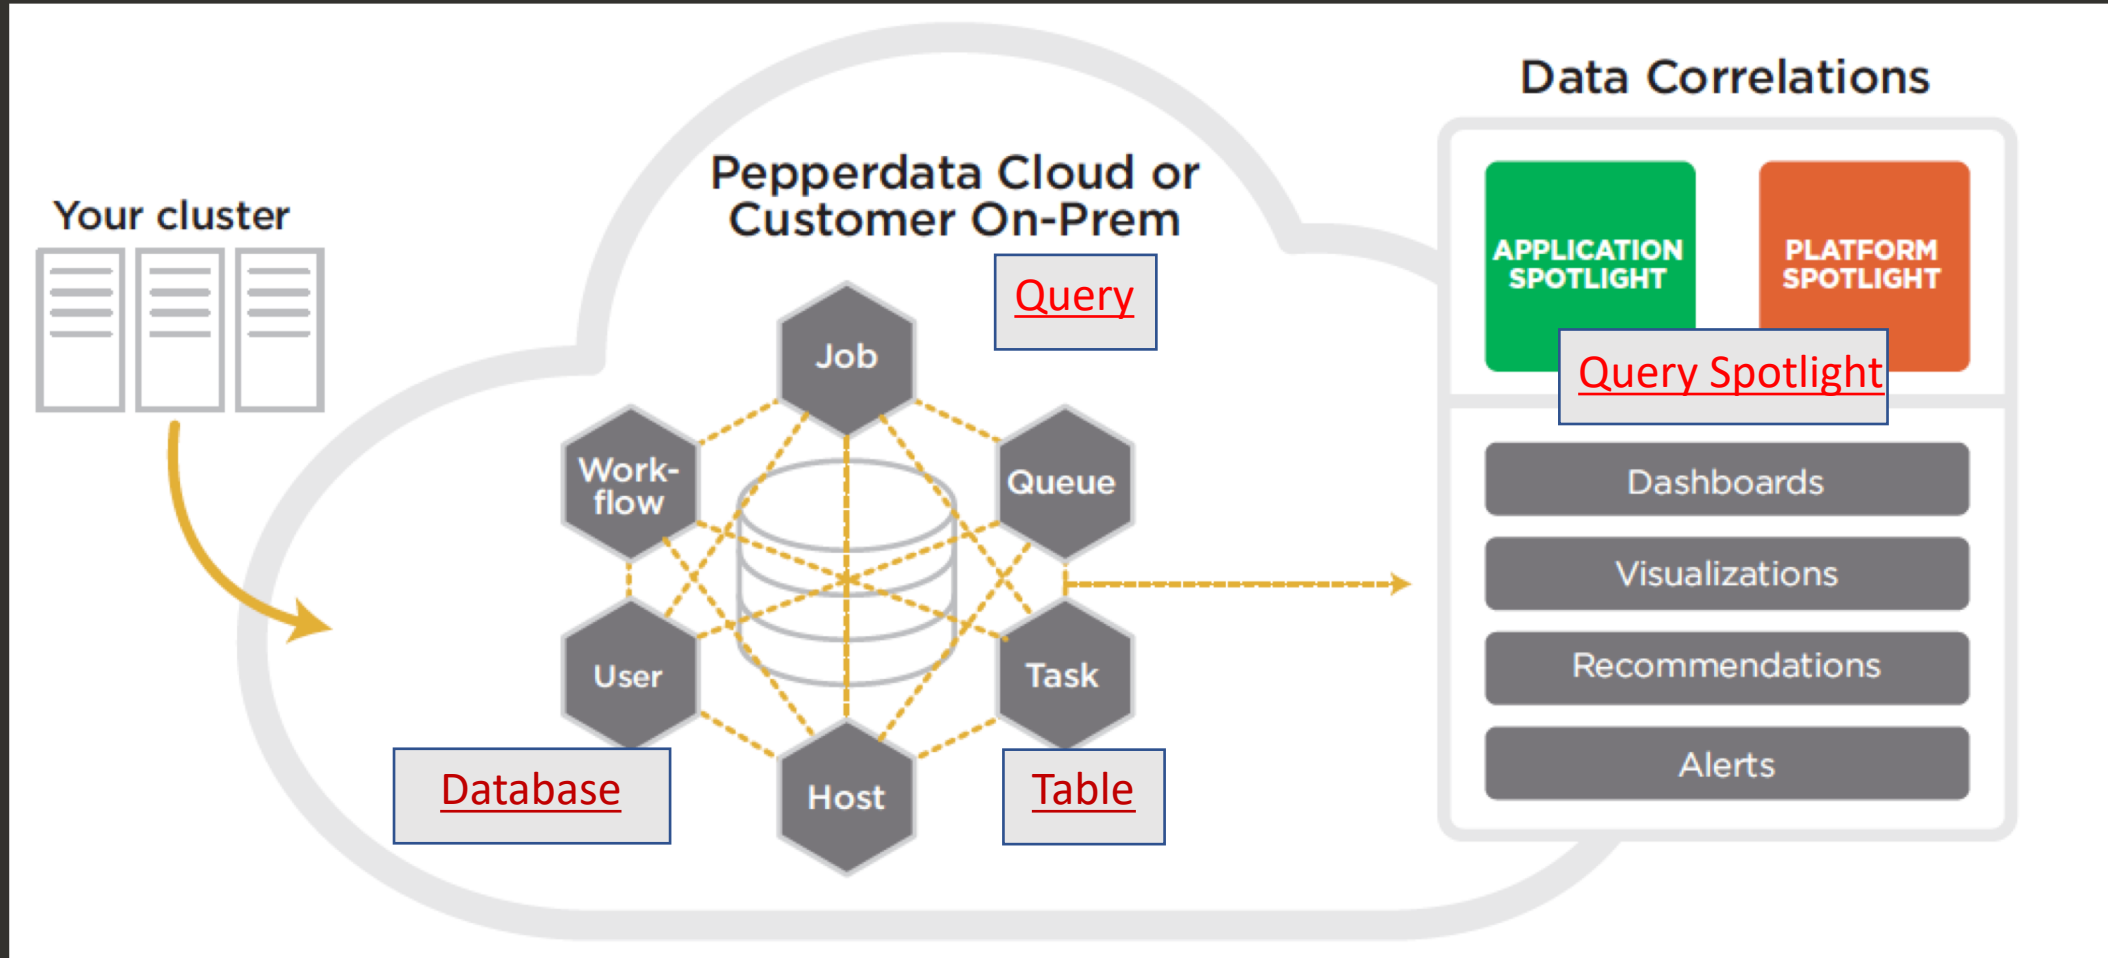 Your cluster
Pepperdata Cloud or
Customer On-Prem
Query
Job
Work-
flow
Queue
User
Task
Database
Host
Table
Data Correlations
APPLICATION
SPOTLIGHT
PLATFORM
SPOTLIGHT
Query Spotlight
Dashboards
Visualizations
Recommendations
Alerts